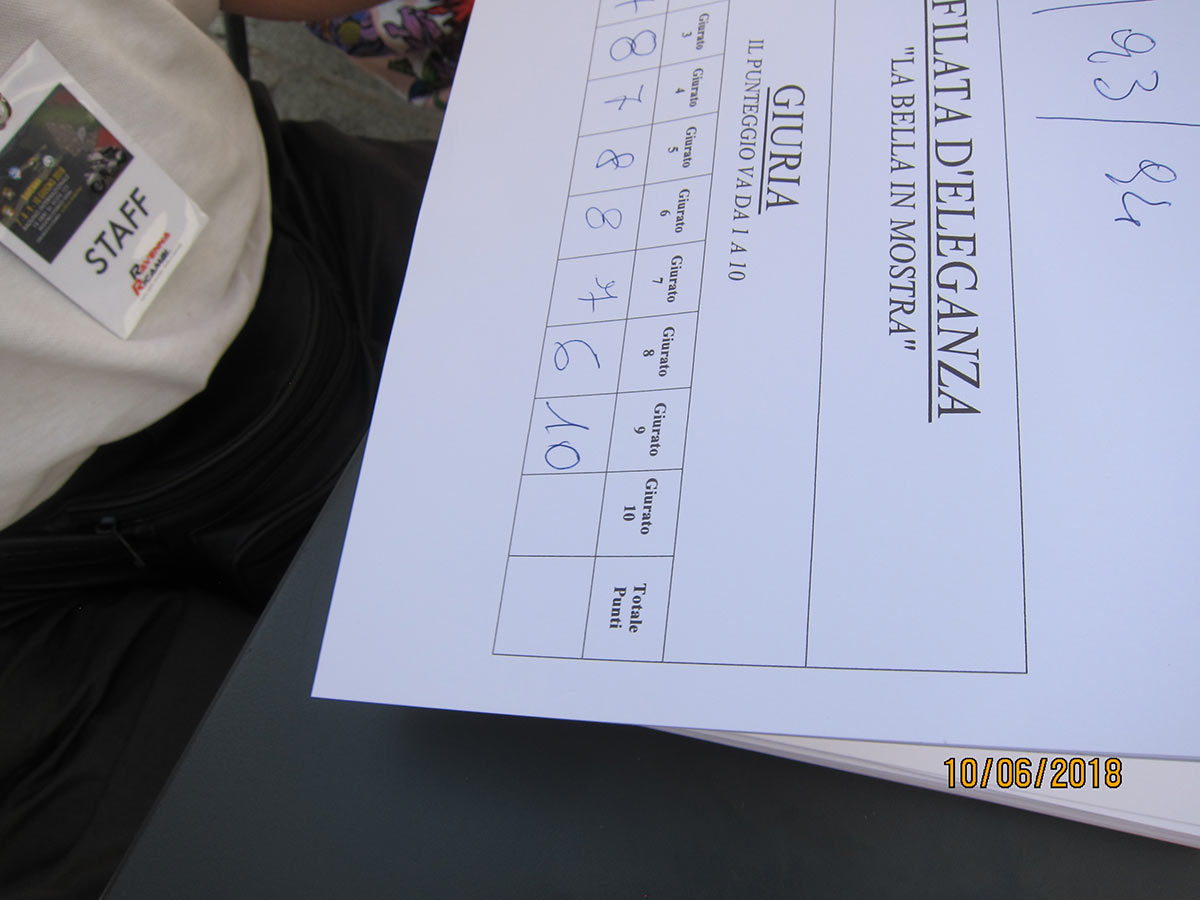 93 | 94
FILATA D'ELEGANZA
"LA BELLA IN MOSTRA"
GIURIA
IL PUNTEGGIO VA DA 1 A 10
Giurato 3 Giurato 4 Giurato 5 Giurato 6 Giurato 7 Giurato 8 Giurato 9 Giurato 10 Totale Punti
8 7 8 8 7 6 10
STAFF
RAVENNA
RICAMBI
10/06/2018